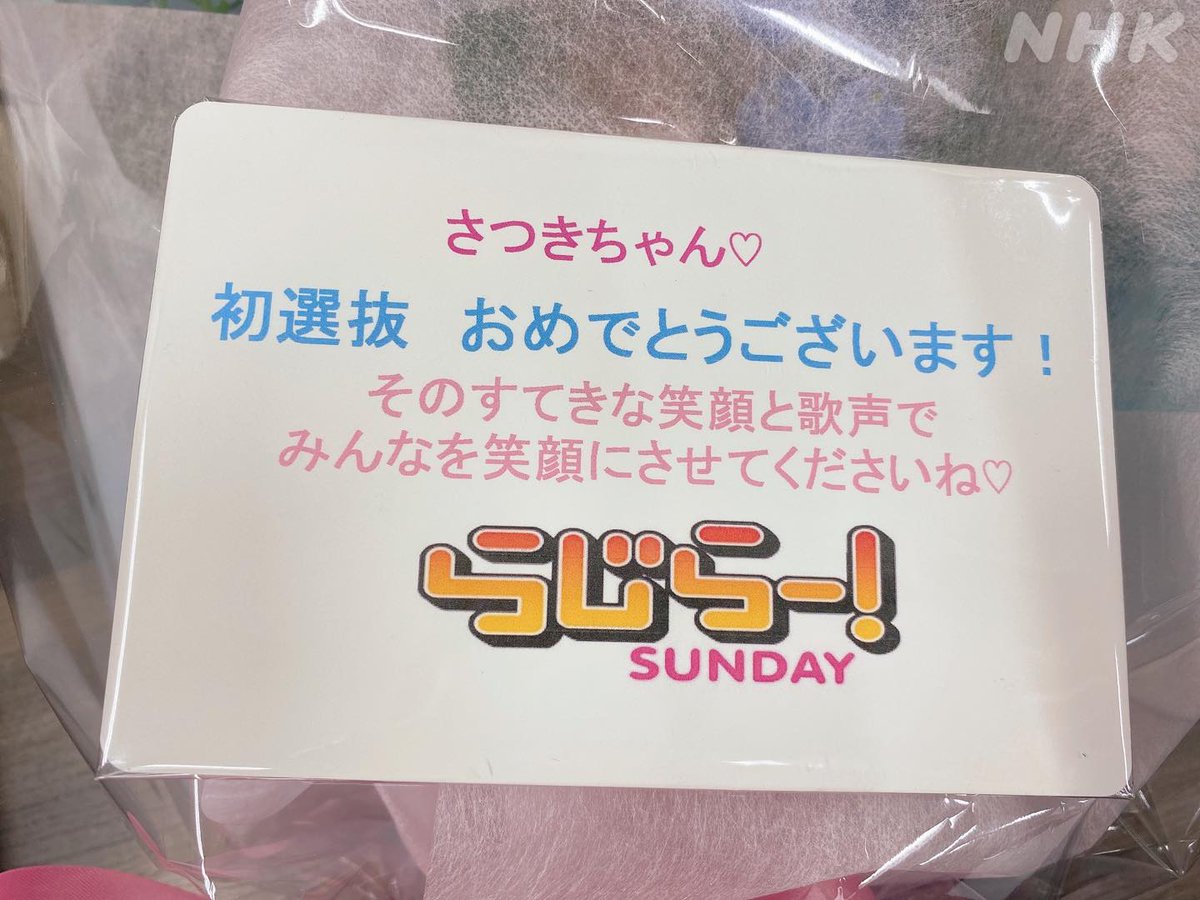 NHK
さつきちゃん♡
初選抜　おめでとうございます！
そのすてきな笑顔と歌声で
みんなを笑顔にさせてくださいね♡
らじらー！
SUNDAY